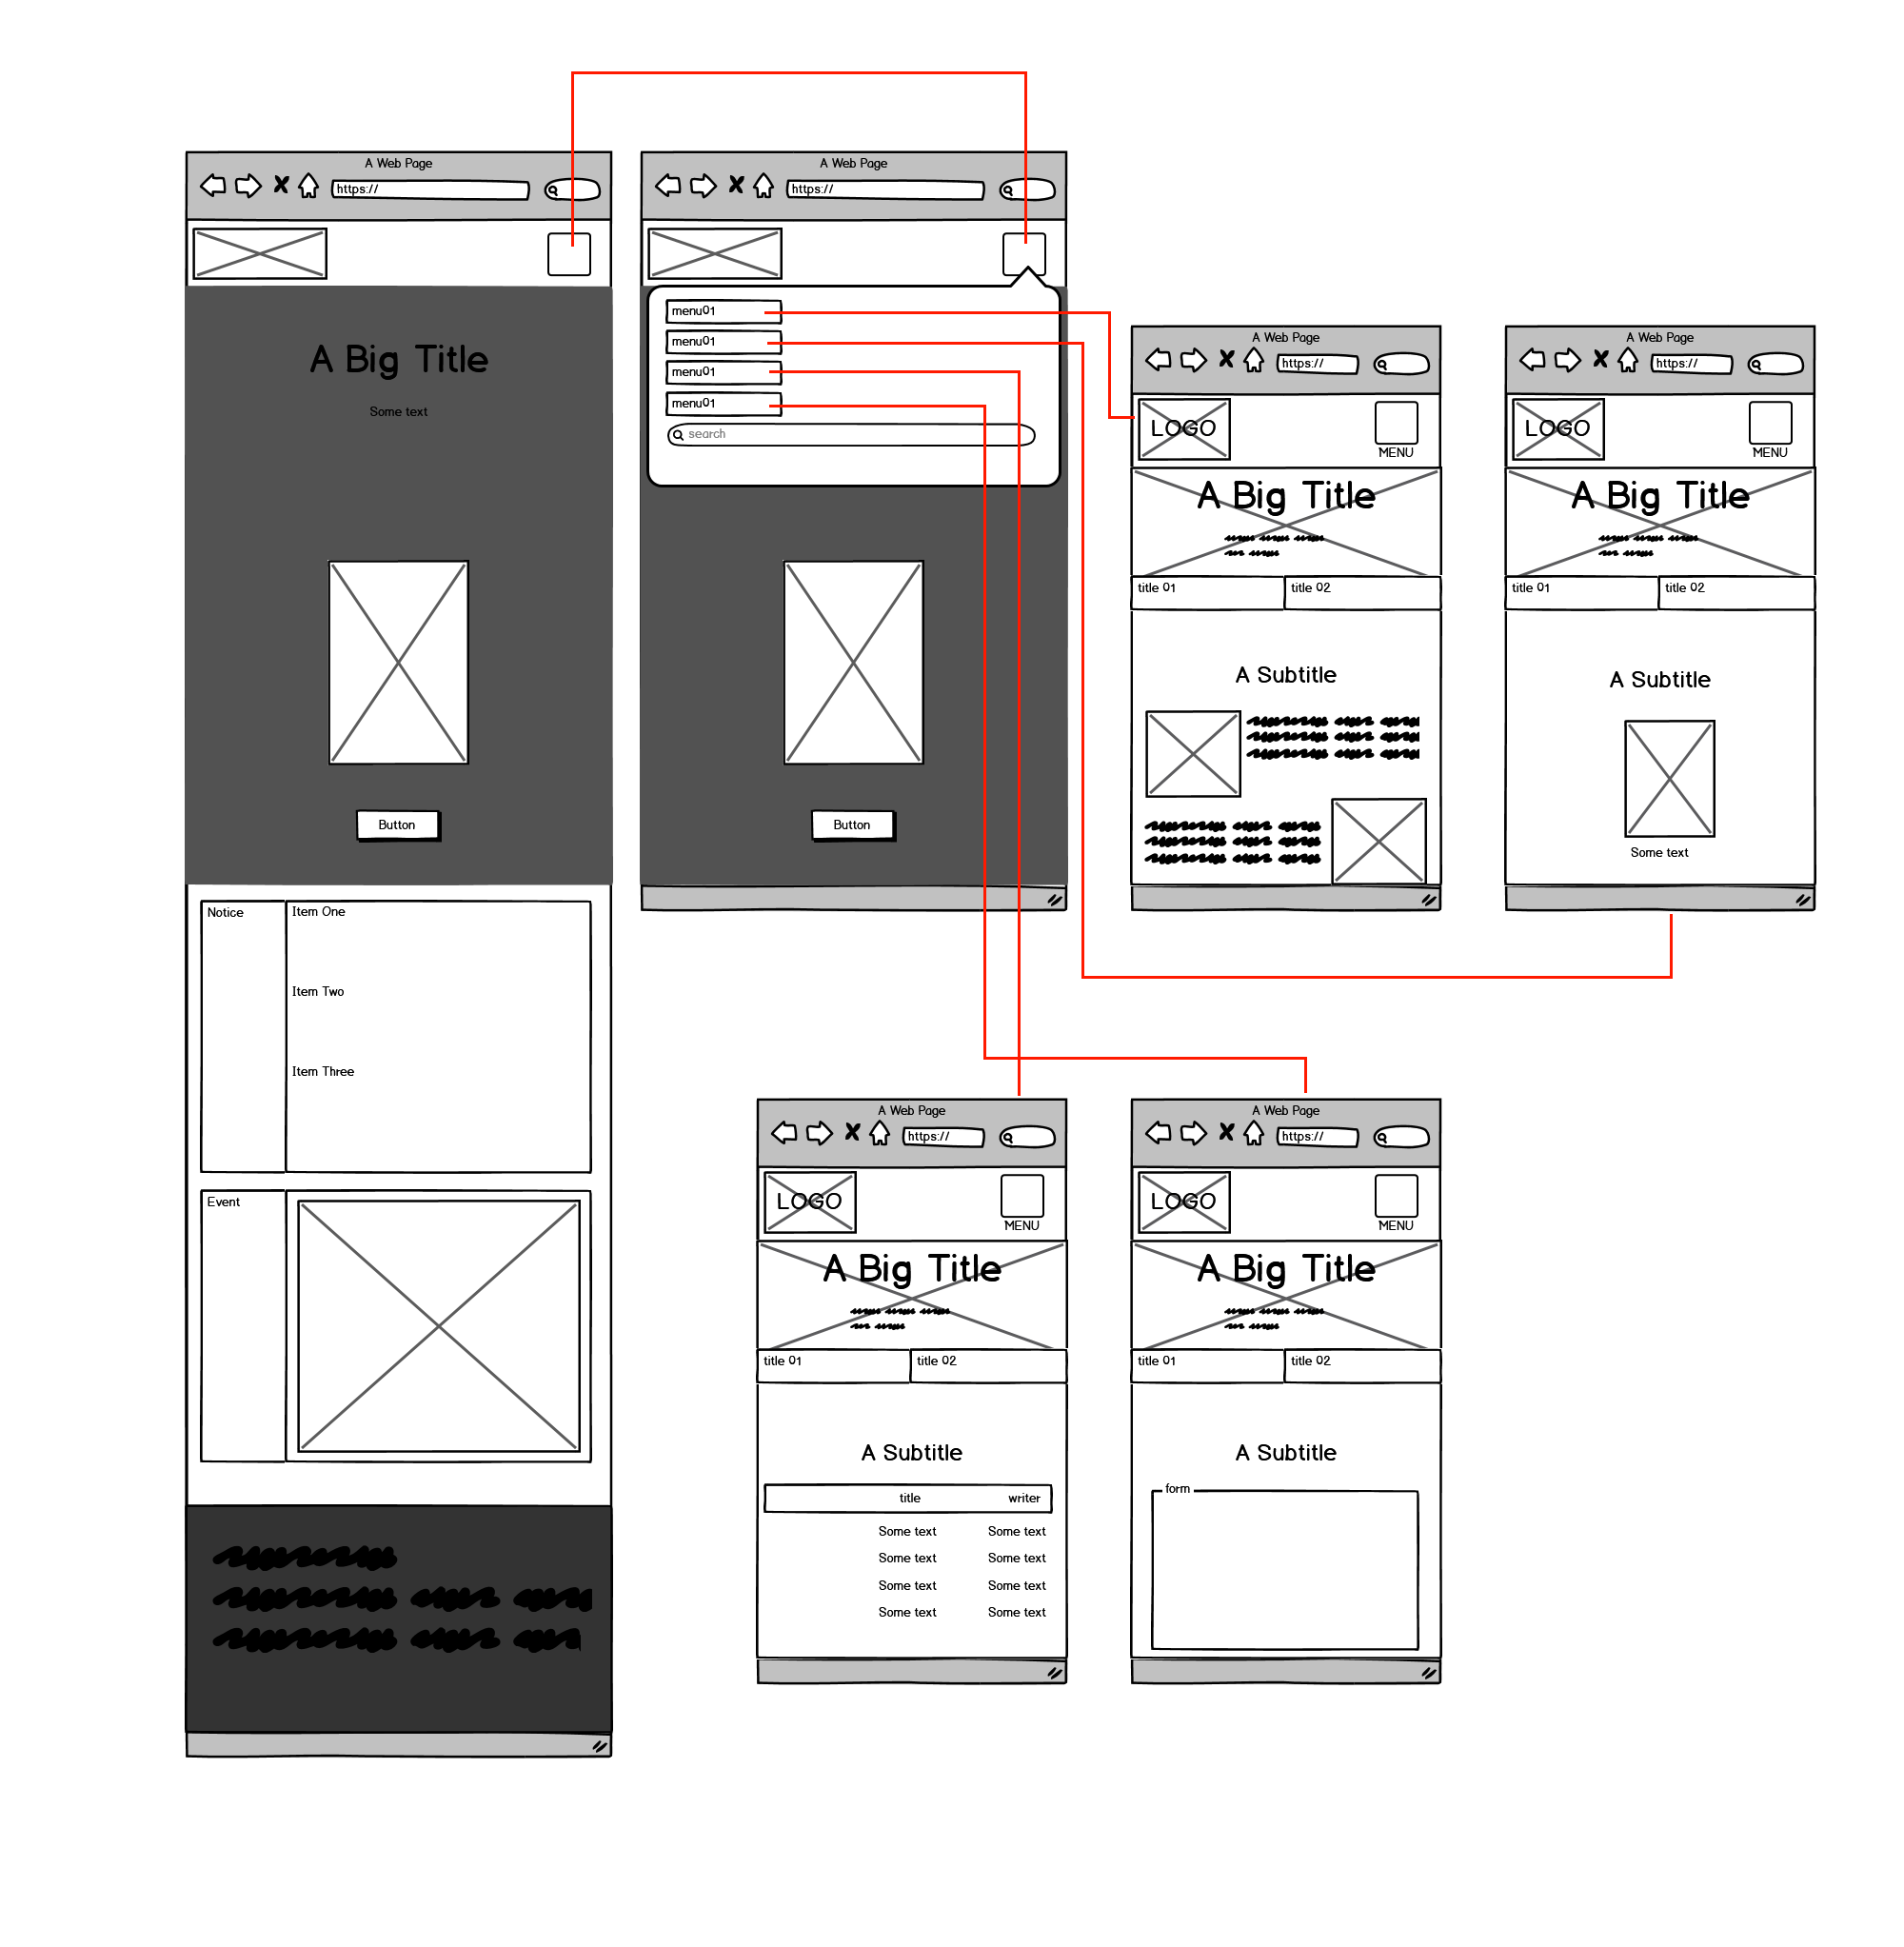 A Web Page
https://
A Big Title
Some text
Button
Notice
Item One
Item Two
Item Three
Event
A Web Page
https://
menu01
menu01
menu01
menu01
search
Button
A Web Page
https://
LOGO
MENU
A Big Title
title 01 title 02
A Subtitle
A Web Page
https://
LOGO
MENU
A Big Title
title 01 title 02
A Subtitle
Some text
A Web Page
https://
LOGO
MENU
A Big Title
title 01 title 02
A Subtitle
title writer
Some text Some text
Some text Some text
Some text Some text
Some text Some text
A Web Page
https://
LOGO
MENU
A Big Title
title 01 title 02
A Subtitle
form